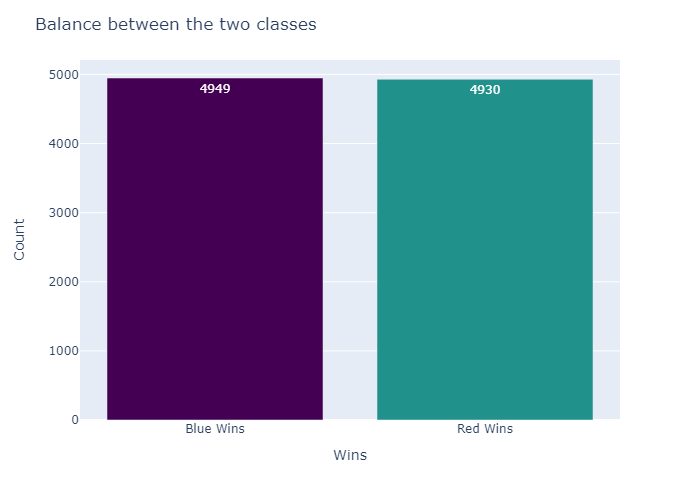 Balance between the two classes
5000
4000
3000
2000
1000
0
Count
4949
4930
Blue Wins
Red Wins
Wins